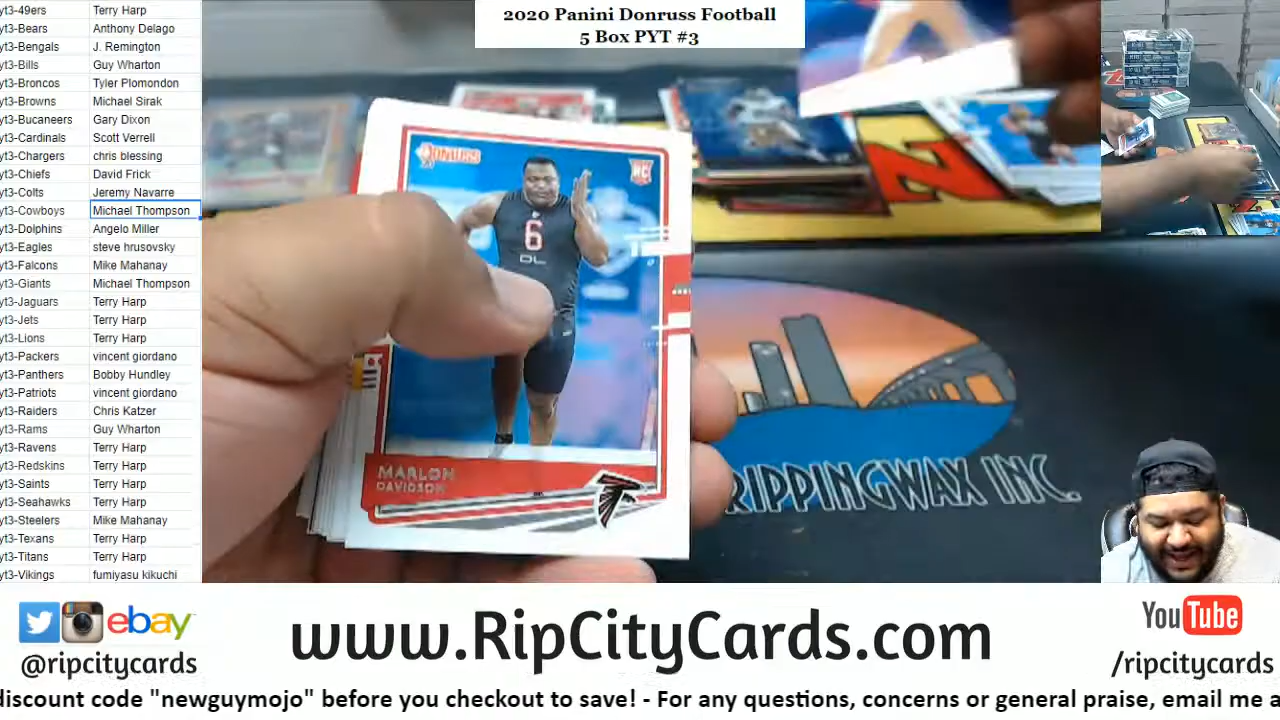 2020 Panini Donruss Football
5 Box PYT #3
yt3-49ers Terry Harp
yt3-Bears Anthony Delago
yt3-Bengals J. Remington
yt3-Bills Guy Wharton
yt3-Broncos Tyler Plomondon
yt3-Browns Michael Sirak
yt3-Bucaneers Gary Dixon
yt3-Cardinals Scott Verrell
yt3-Chargers chris blessing
yt3-Chiefs David Frick
yt3-Colts Jeremy Navarre
yt3-Cowboys Michael Thompson
yt3-Dolphins Angelo Miller
yt3-Eagles steve hrusovsky
yt3-Falcons Mike Mahanay
yt3-Giants Michael Thompson
yt3-Jaguars Terry Harp
yt3-Jets Terry Harp
yt3-Lions Terry Harp
yt3-Packers vincent giordano
yt3-Panthers Bobby Hundley
yt3-Patriots vincent giordano
yt3-Raiders Chris Katzer
yt3-Rams Guy Wharton
yt3-Ravens Terry Harp
yt3-Redskins Terry Harp
yt3-Saints Terry Harp
yt3-Seahawks Terry Harp
yt3-Steelers Mike Mahanay
yt3-Texans Terry Harp
yt3-Titans Terry Harp
yt3-Vikings fumiyasu kikuchi
DONRUSS
RC
6
DL
MARLON
DAVIDSON
RIPPINGWAX INC.
ebay
@ripcitycards
www.RipCityCards.com
YouTube
/ripcitycards
discount code "newguymojo" before you checkout to save! - For any questions, concerns or general praise, email me a